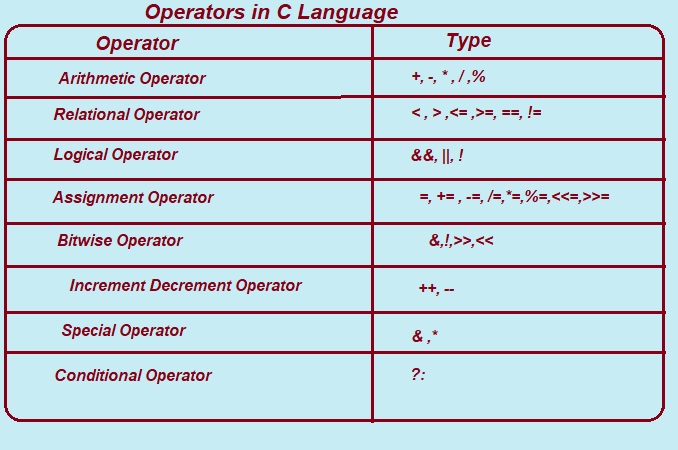 Operators in C Language
Operator Type
Arithmetic Operator +, -, * , / ,%
Relational Operator < , > ,<= ,>=, ==, !=
Logical Operator &&, ||, !
Assignment Operator =, += , -=, /=,*=,%=,<<=,>>=
Bitwise Operator &,!,>>,<<
Increment Decrement Operator ++, --
Special Operator & ,*
Conditional Operator ?: